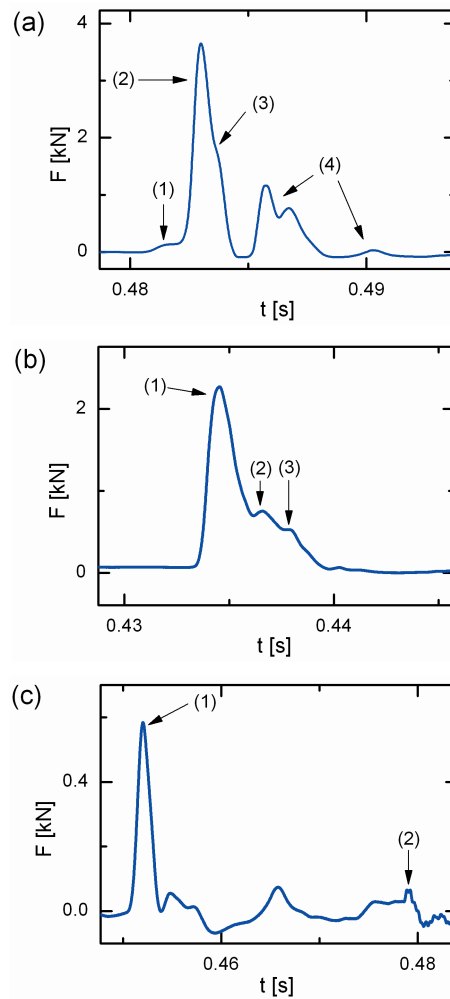 (a)
4
2
0
F [kN]
(1)
(2)
(3)
(4)
0.48
0.49
t [s]
(b)
2
0
F [kN]
(1)
(2)
(3)
0.43
0.44
t [s]
(c)
0.4
0.0
F [kN]
(1)
(2)
0.46
0.48
t [s]